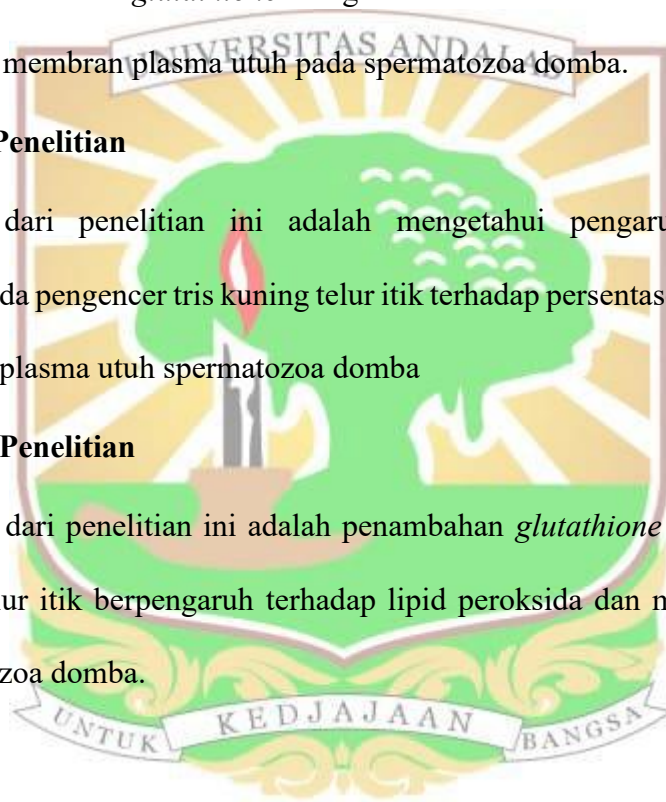 UNIVERSITAS ANDALAS
membran plasma utuh pada spermatozoa domba.
Penelitian
dari penelitian ini adalah mengetahui pengaru
da pengencer tris kuning telur itik terhadap persentas
plasma utuh spermatozoa domba
Penelitian
dari penelitian ini adalah penambahan glutathione
ur itik berpengaruh terhadap lipid peroksida dan m
zoa domba.
UNTUK KEDJAJAAN BANGSA